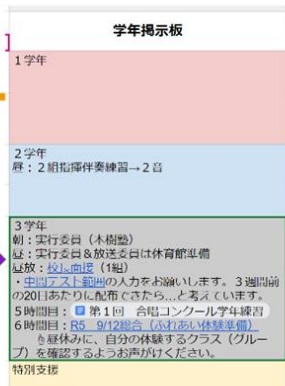 学年掲示板
1学年
2学年
昼：2組指揮伴奏練習→2音
3学年
朝：実行委員（木樹塾）
昼：実行委員＆放送委員は体育館準備
昼放：校長面接（1組）
・中間テスト範囲の入力をお願いします。3週間前
の20日あたりに配布できたら…と考えています。
5時間目： 第1回　合唱コンクール学年練習
6時間目：R5　9/12総合（ふれあい体験準備）
昼休みに、自分の体験するクラス（グルー
プ）を確認するようお声がけください。
特別支援